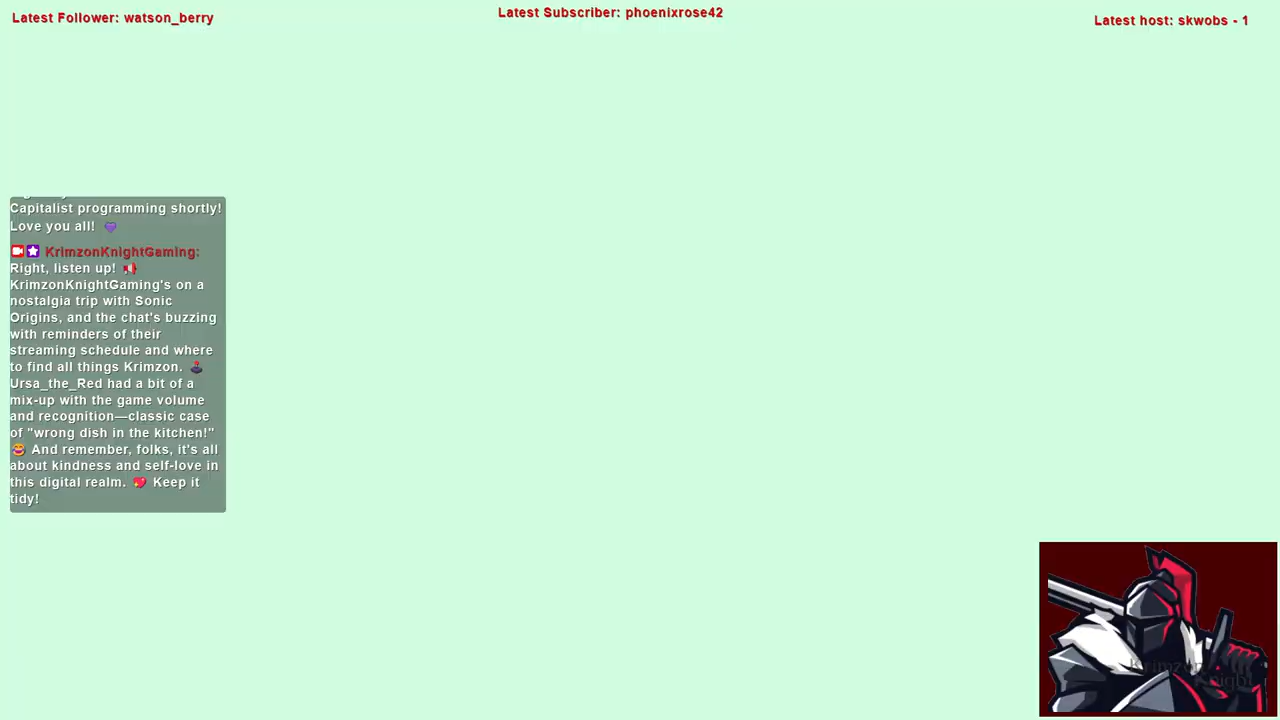 Latest Follower: watson_berry
Latest Subscriber: phoenixrose42
Latest host: skwobs - 1
Capitalist programming shortly!
Love you all! 💜
KrimzonKnightGaming:
Right, listen up! 📢
KrimzonKnightGaming's on a
nostalgia trip with Sonic
Origins, and the chat's buzzing
with reminders of their
streaming schedule and where
to find all things Krimzon. 🕹️
Ursa_the_Red had a bit of a
mix-up with the game volume
and recognition—classic case
of "wrong dish in the kitchen!"
🍔 And remember, folks, it's all
about kindness and self-love in
this digital realm. 💖 Keep it
tidy!
Krimzon
Knight